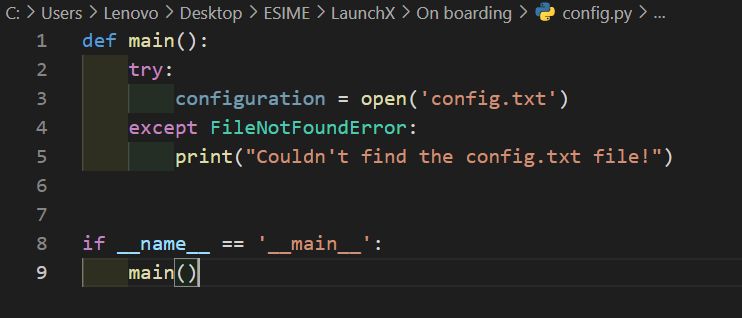 C: > Users > Lenovo > Desktop > ESIME > LaunchX > On boarding > config.py > ...
1 def main():
2     try:
3         configuration = open('config.txt')
4     except FileNotFoundError:
5         print("Couldn't find the config.txt file!")
6
7
8 if __name__ == '__main__':
9     main()